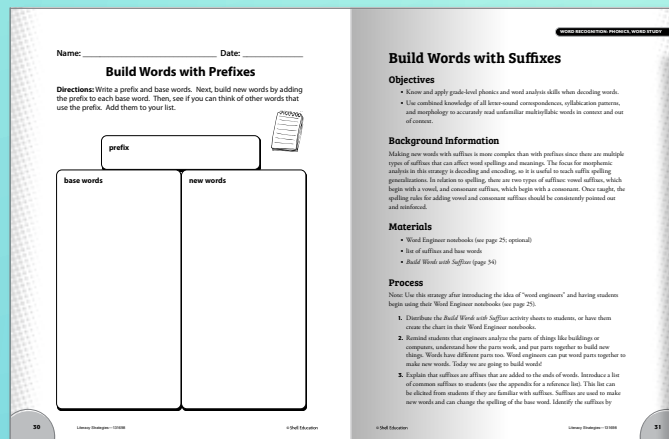 Name: ____________________ Date: ____________
Build Words with Prefixes
Directions: Write a prefix and base words. Next, build new words by adding
the prefix to each base word. Then, see if you can think of other words that
use the prefix. Add them to your list.
prefix
base words
new words
30
Literacy Strategies—131698
© Shell Education
WORD RECOGNITION: PHONICS, WORD STUDY
Build Words with Suffixes
Objectives
• Know and apply grade-level phonics and word analysis skills when decoding words.
• Use combined knowledge of all letter-sound correspondences, syllabication patterns,
and morphology to accurately read unfamiliar multisyllabic words in context and out
of context.
Background Information
Making new words with suffixes is more complex than with prefixes since there are multiple
types of suffixes that can affect word spellings and meanings. The focus for morphemic
analysis in this strategy is decoding and encoding, so it is useful to teach suffix spelling
generalizations. In relation to spelling, there are two types of suffixes: vowel suffixes, which
begin with a vowel, and consonant suffixes, which begin with a consonant. Once taught, the
spelling rules for adding vowel and consonant suffixes should be consistently pointed out
and reinforced.
Materials
• Word Engineer notebooks (see page 25; optional)
• list of suffixes and base words
• Build Words with Suffixes (page 34)
Process
Note: Use this strategy after introducing the idea of "word engineers" and having students
begin using their Word Engineer notebooks (see page 25).
1. Distribute the Build Words with Suffixes activity sheets to students, or have them
create the chart in their Word Engineer notebooks.
2. Remind students that engineers analyze the parts of things like buildings or
computers, understand how the parts work, and put parts together to build new
things. Words have different parts too. Word engineers can put word parts together to
make new words. Today we are going to build words!
3. Explain that suffixes are affixes that are added to the ends of words. Introduce a list
of common suffixes to students (see the appendix for a reference list). This list can
be elicited from students if they are familiar with suffixes. Suffixes are used to make
new words and can change the spelling of the base word. Identify the suffixes by
© Shell Education
Literacy Strategies—131698
31